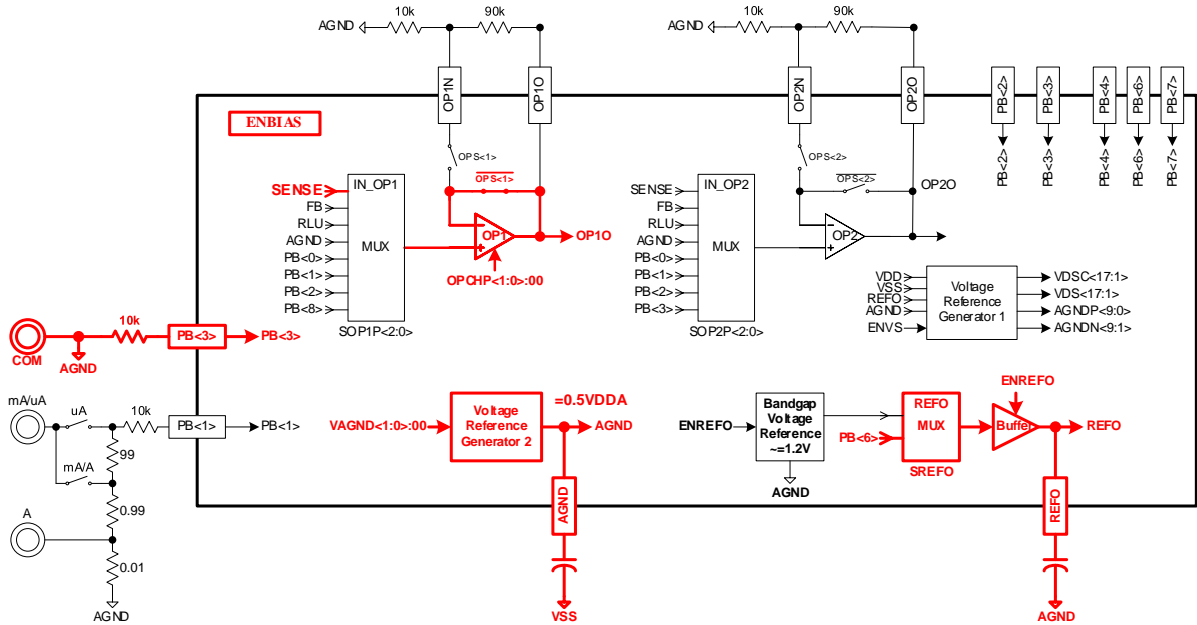 10k
90k
AGND
10k
90k
AGND
OP1N
OP1O
OP2N
OP2O
PB<2>
PB<3>
PB<4>
PB<6>
PB<7>
ENBIAS
OPS<1>
OPS<1>
OPS<2>
OPS<2>
PB<2>
PB<3>
PB<4>
PB<6>
PB<7>
SENSE
FB
RLU
AGND
PB<0>
PB<1>
PB<2>
PB<8>
IN_OP1
MUX
SOP1P<2:0>
OP1
OP1O
OPCHP<1:0>:00
SENSE
FB
RLU
AGND
PB<0>
PB<1>
PB<2>
PB<3>
IN_OP2
MUX
SOP2P<2:0>
OP2
OP2O
VDD
VSS
REFO
AGND
ENVS
Voltage
Reference
Generator 1
VDSC<17:1>
VDS<17:1>
AGNDP<9:0>
AGNDN<9:1>
COM
10k
AGND
PB<3>
PB<3>
mA/uA
uA
10k
PB<1>
PB<1>
99
mA/A
0.99
A
0.01
AGND
VAGND<1:0>:00
Voltage
Reference
Generator 2
=0.5VDDA
AGND
AGND
VSS
ENREFO
Bandgap
Voltage
Reference
~=1.2V
AGND
PB<6>
REFO
MUX
SREFO
ENREFO
Buffer
REFO
REFO
AGND